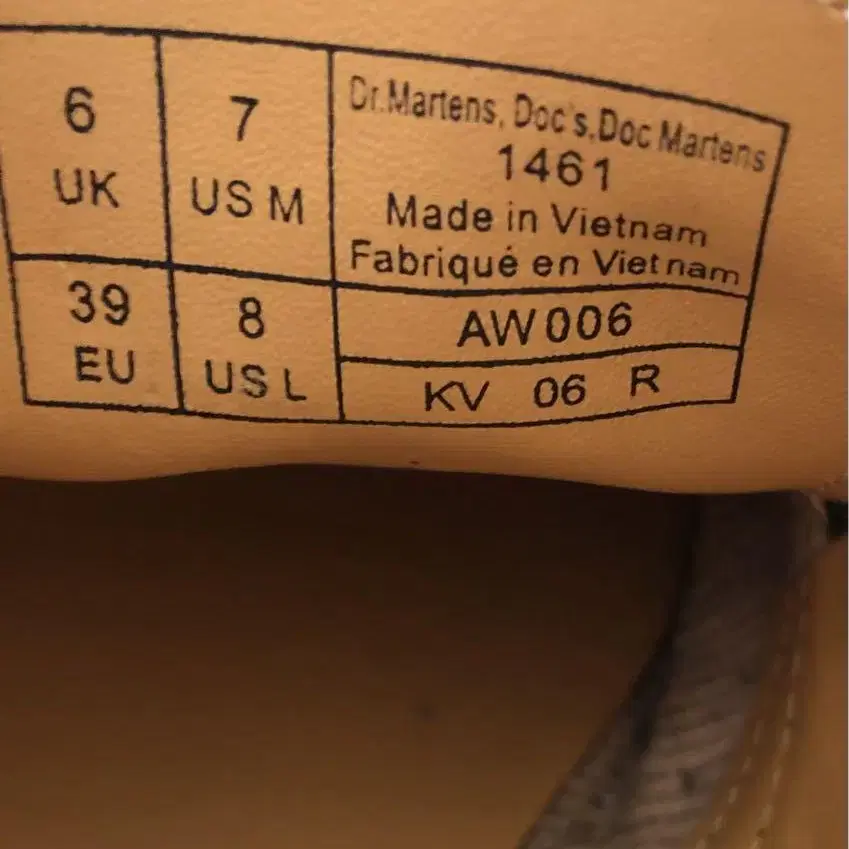 6
UK
7
US M
Dr.Martens, Doc's,Doc Martens
1461
Made in Vietnam
Fabriqué en Vietnam
39
EU
8
US L
AW006
KV 06 R